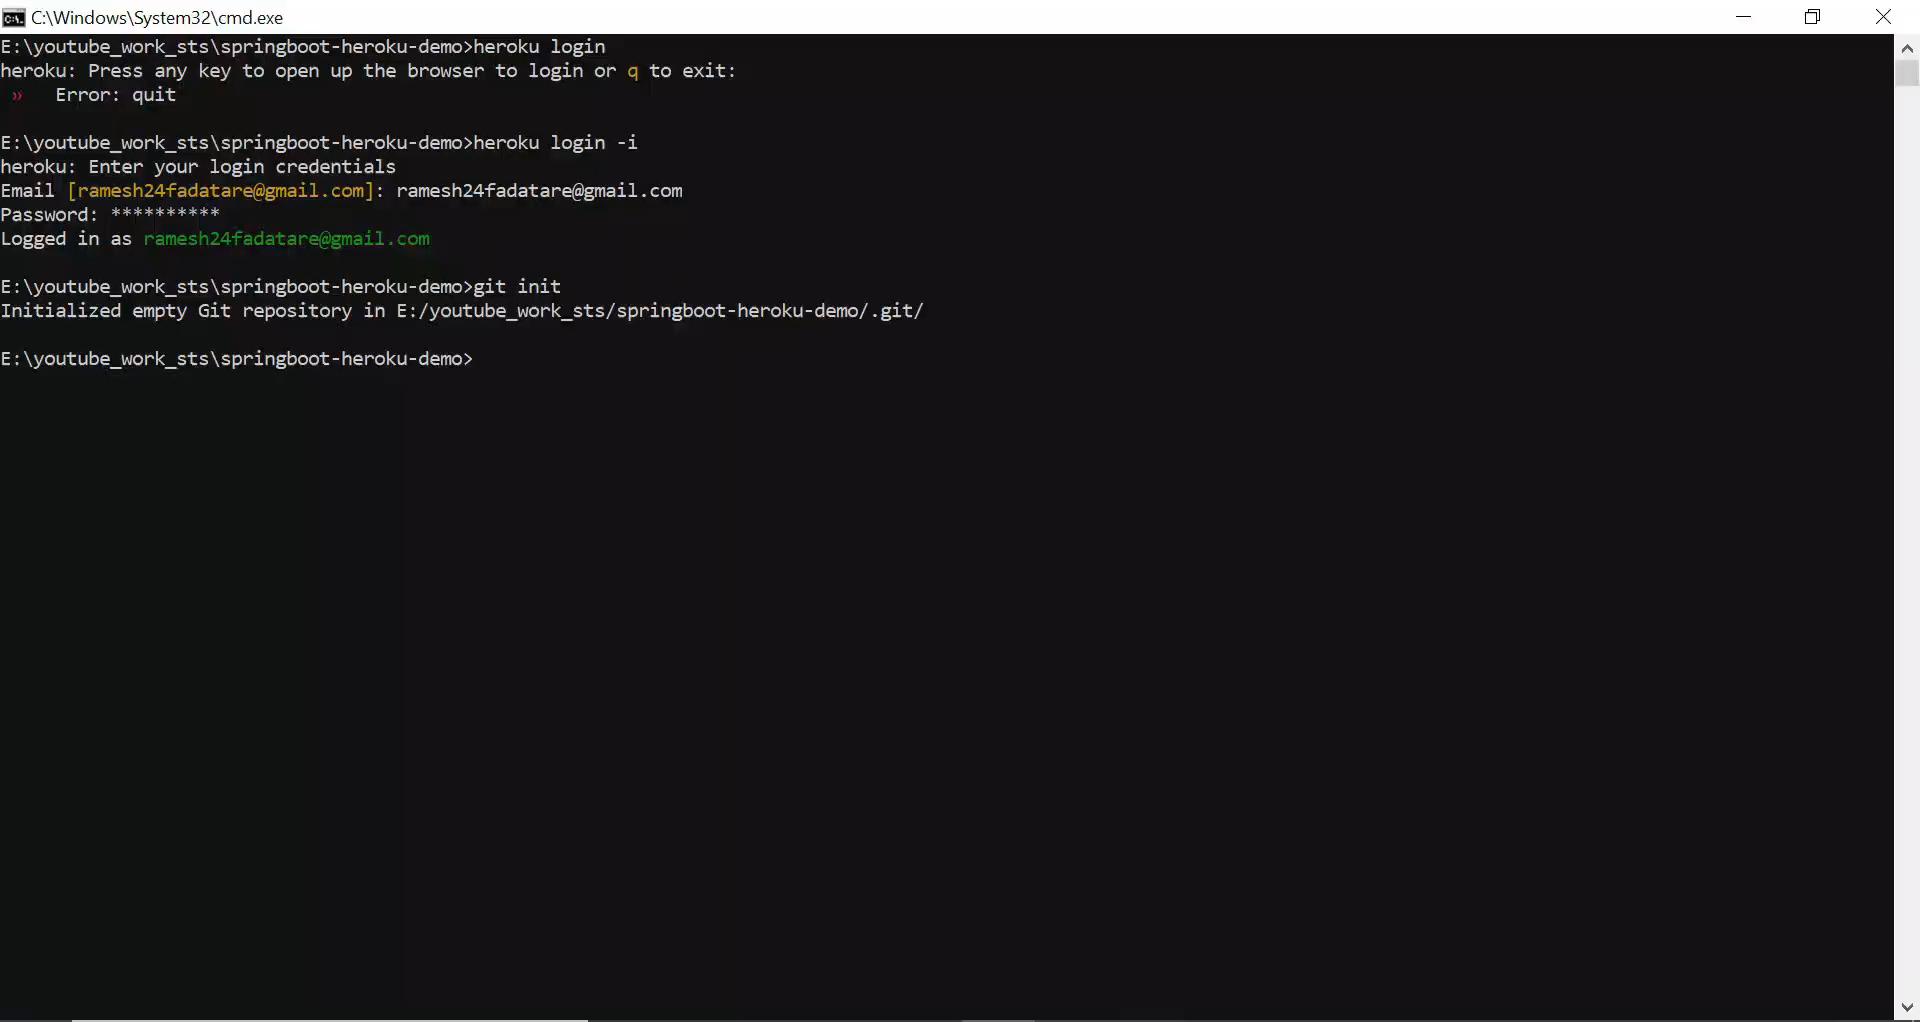 C:\Windows\System32\cmd.exe
E:\youtube_work_sts\springboot-heroku-demo>heroku login
heroku: Press any key to open up the browser to login or q to exit:
»   Error: quit
E:\youtube_work_sts\springboot-heroku-demo>heroku login -i
heroku: Enter your login credentials
Email [ramesh24fadatare@gmail.com]: ramesh24fadatare@gmail.com
Password: **********
Logged in as ramesh24fadatare@gmail.com
E:\youtube_work_sts\springboot-heroku-demo>git init
Initialized empty Git repository in E:/youtube_work_sts/springboot-heroku-demo/.git/
E:\youtube_work_sts\springboot-heroku-demo>